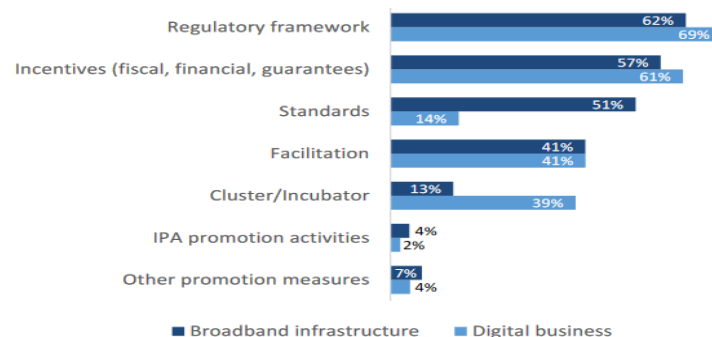 Regulatory framework
62%
69%
Incentives (fiscal, financial, guarantees)
57%
61%
Standards
51%
14%
Facilitation
41%
41%
Cluster/Incubator
13%
39%
IPA promotion activities
4%
2%
Other promotion measures
7%
4%
Broadband infrastructure Digital business